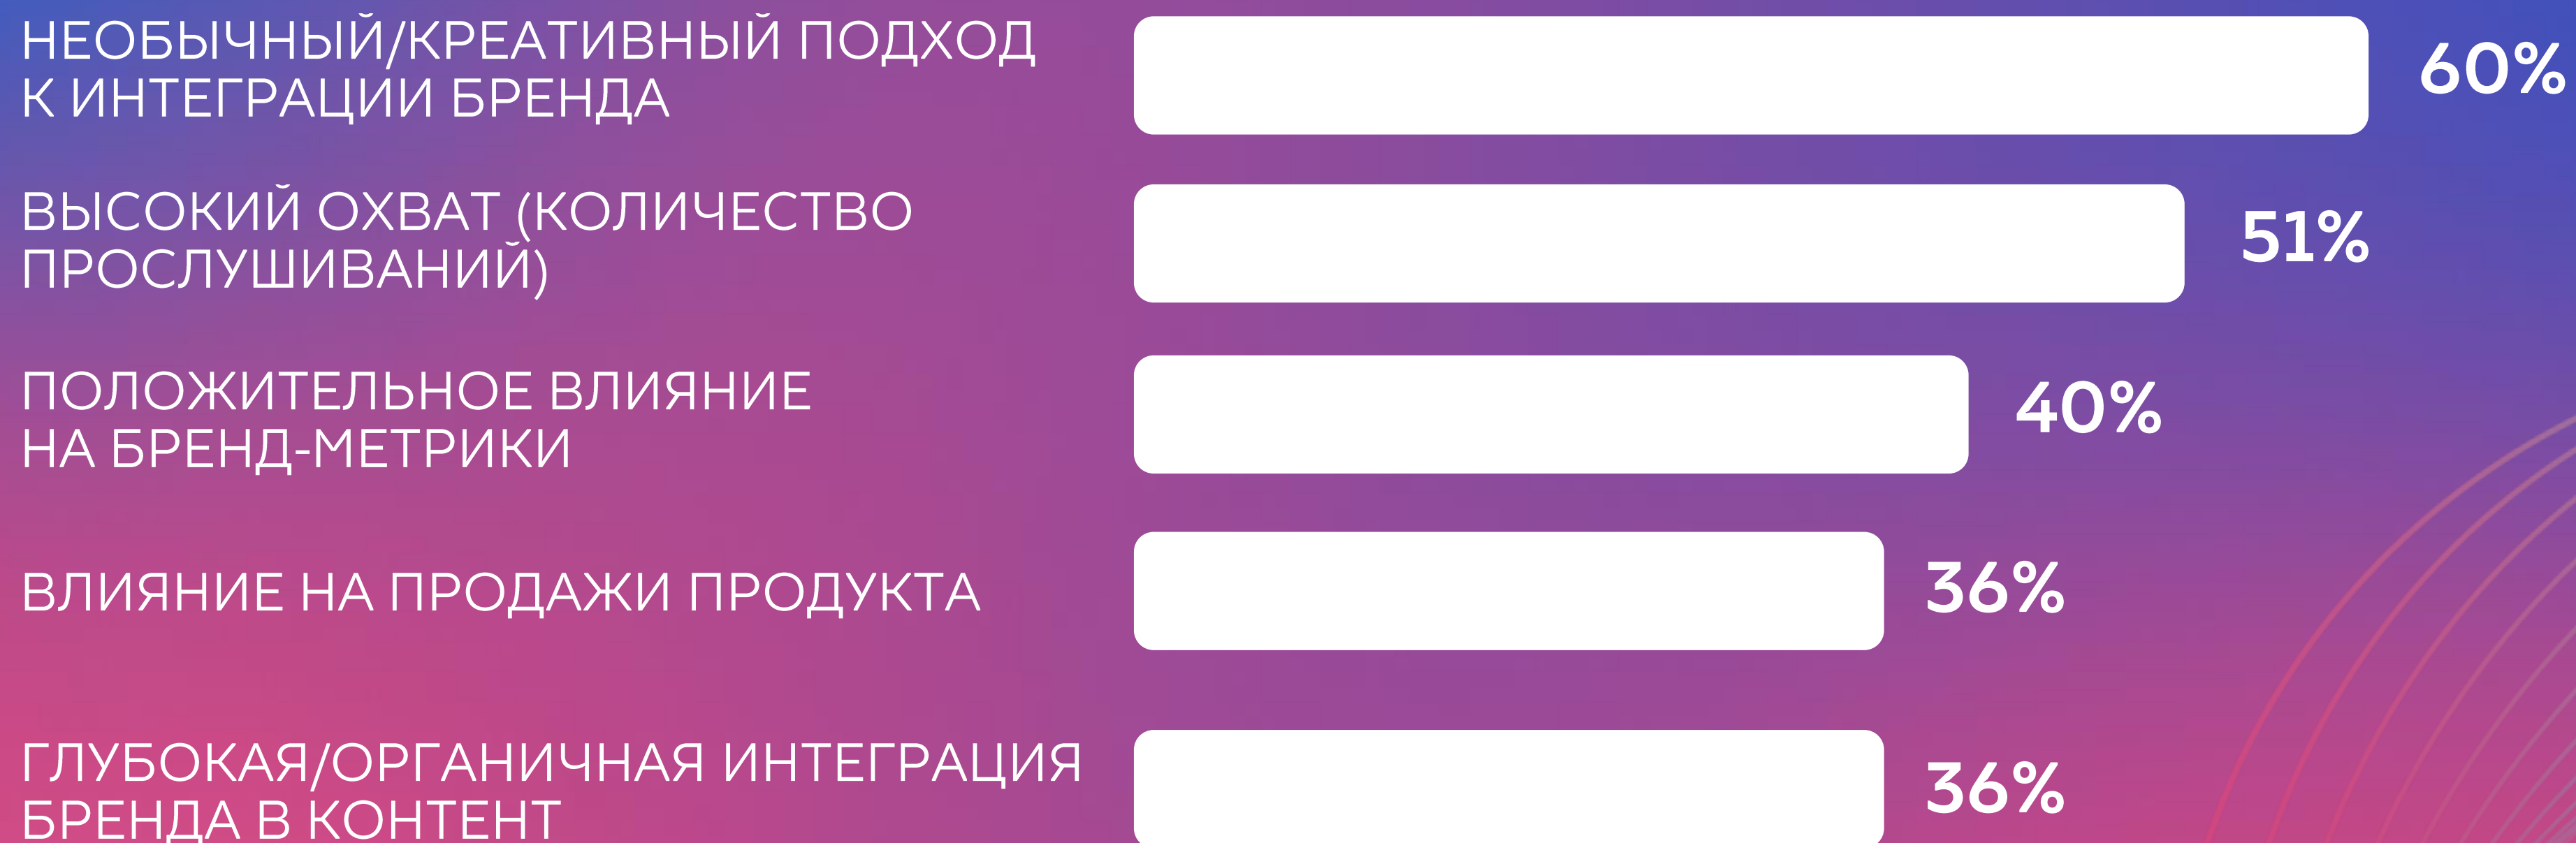 НЕОБЫЧНЫЙ/КРЕАТИВНЫЙ ПОДХОД
К ИНТЕГРАЦИИ БРЕНДА
60%
ВЫСОКИЙ ОХВАТ (КОЛИЧЕСТВО
ПРОСЛУШИВАНИЙ)
51%
ПОЛОЖИТЕЛЬНОЕ ВЛИЯНИЕ
НА БРЕНД-МЕТРИКИ
40%
ВЛИЯНИЕ НА ПРОДАЖИ ПРОДУКТА
36%
ГЛУБОКАЯ/ОРГАНИЧНАЯ ИНТЕГРАЦИЯ
БРЕНДА В КОНТЕНТ
36%